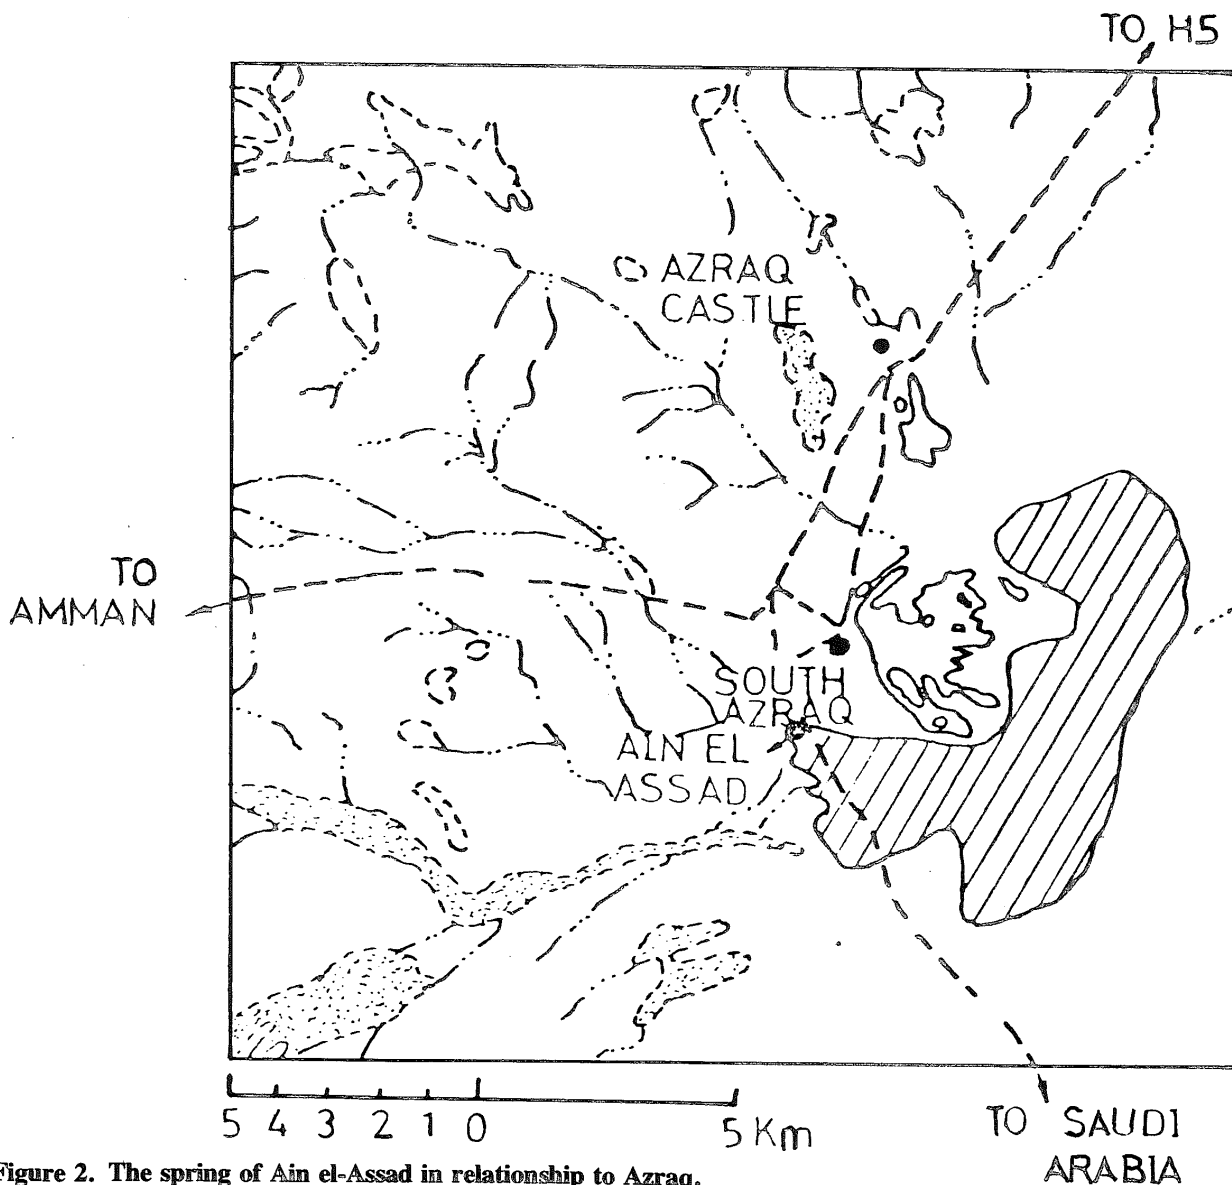 TO H5
AZRAQ
CASTLE
TO
AMMAN
SOUTH
AZRAQ
AIN EL
ASSAD
5 4 3 2 1 0 5 Km
TO SAUDI
ARABIA
Figure 2. The spring of Ain el-Assad in relationship to Azraq.